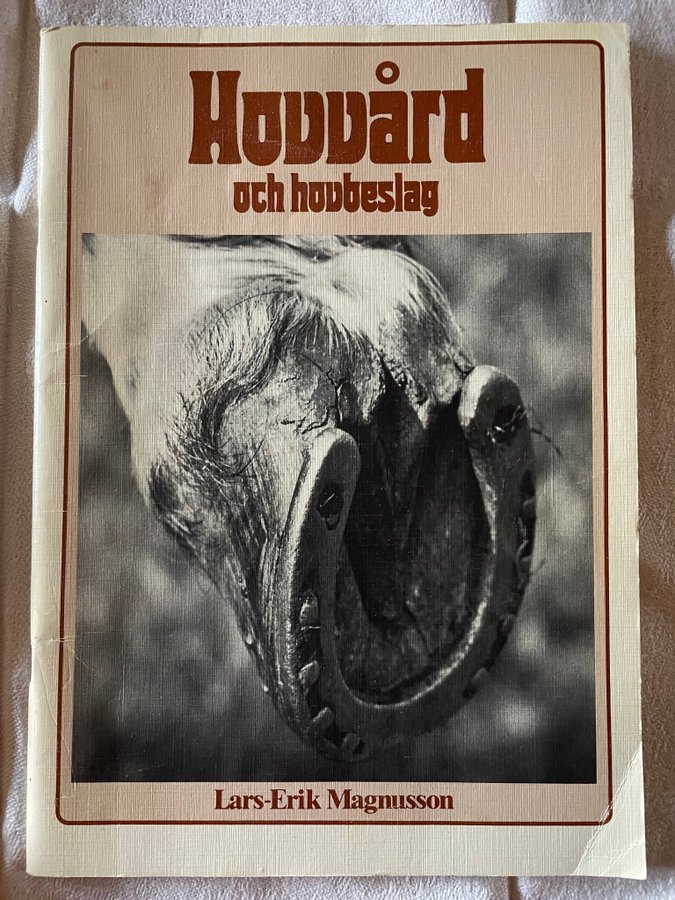 Hovvård
och hovbeslag
Lars-Erik Magnusson